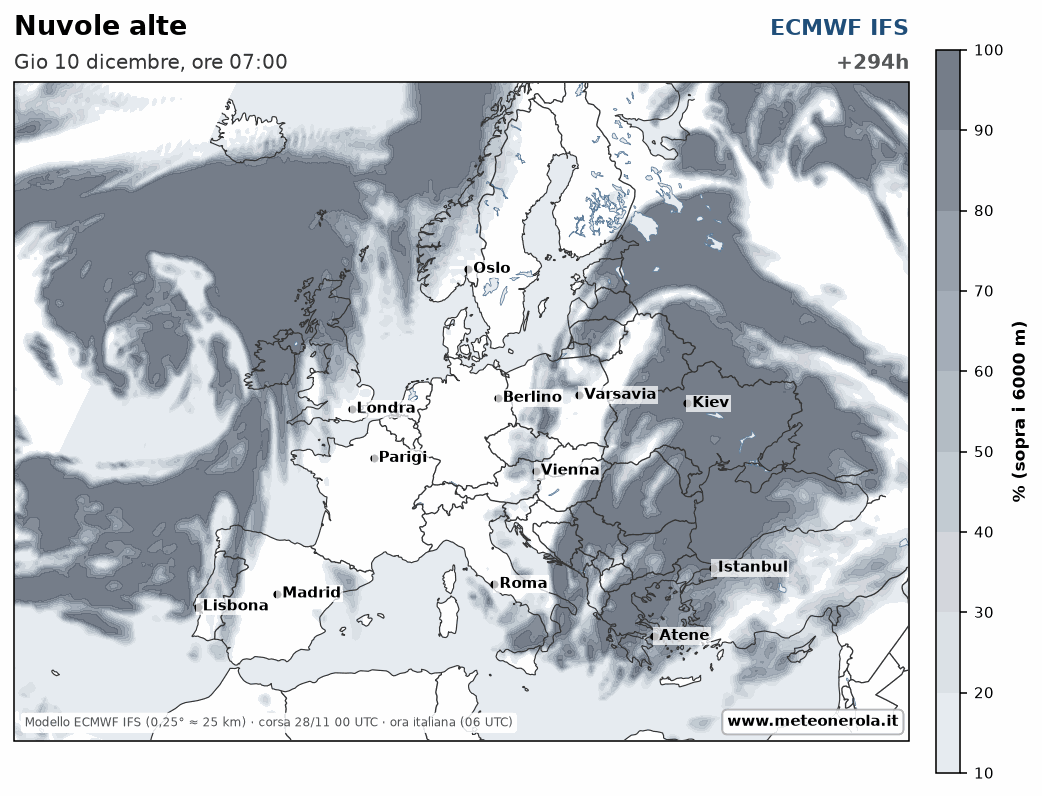 Nuvole alte
ECMWF IFS
Gio 10 dicembre, ore 07:00
+294h
100
90
80
70
60
50
40
30
20
10
% (sopra i 6000 m)
Oslo
Londra
Berlino
Varsavia
Kiev
Parigi
Vienna
Istanbul
Roma
Madrid
Lisbona
Atene
Modello ECMWF IFS (0,25° ≈ 25 km) · corsa 28/11 00 UTC · ora italiana (06 UTC)
www.meteonerola.it